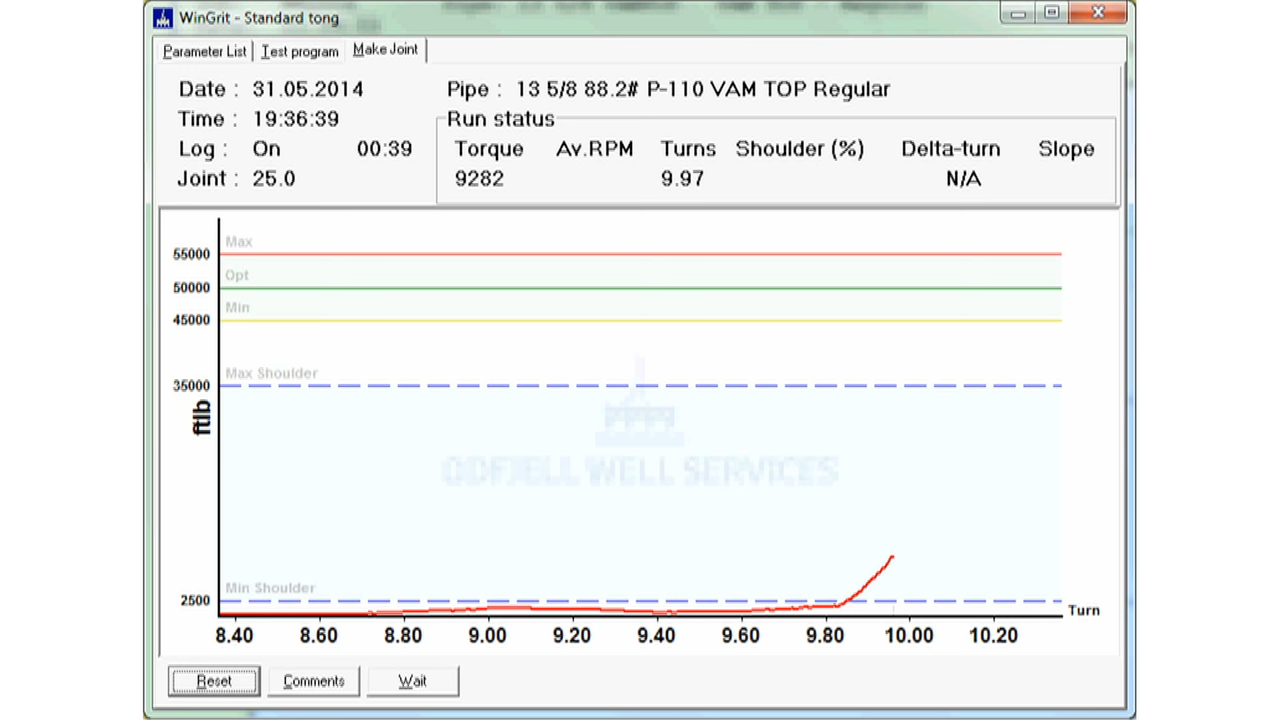 WinGrit - Standard tong
Parameter List Test program Make Joint
Date : 31.05.2014 Pipe : 13 5/8 88.2# P-110 VAM TOP Regular
Time : 19:36:39 Run status
Log : On 00:39 Torque Av.RPM Turns Shoulder (%) Delta-turn Slope
Joint : 25.0 9282 9.97 N/A
Max
55000
Opt
50000
Min
45000
Max Shoulder
35000
ftlb
ODFJELL WELL SERVICES
Min Shoulder
2500
Turn
8.40 8.60 8.80 9.00 9.20 9.40 9.60 9.80 10.00 10.20
Reset Comments Wait